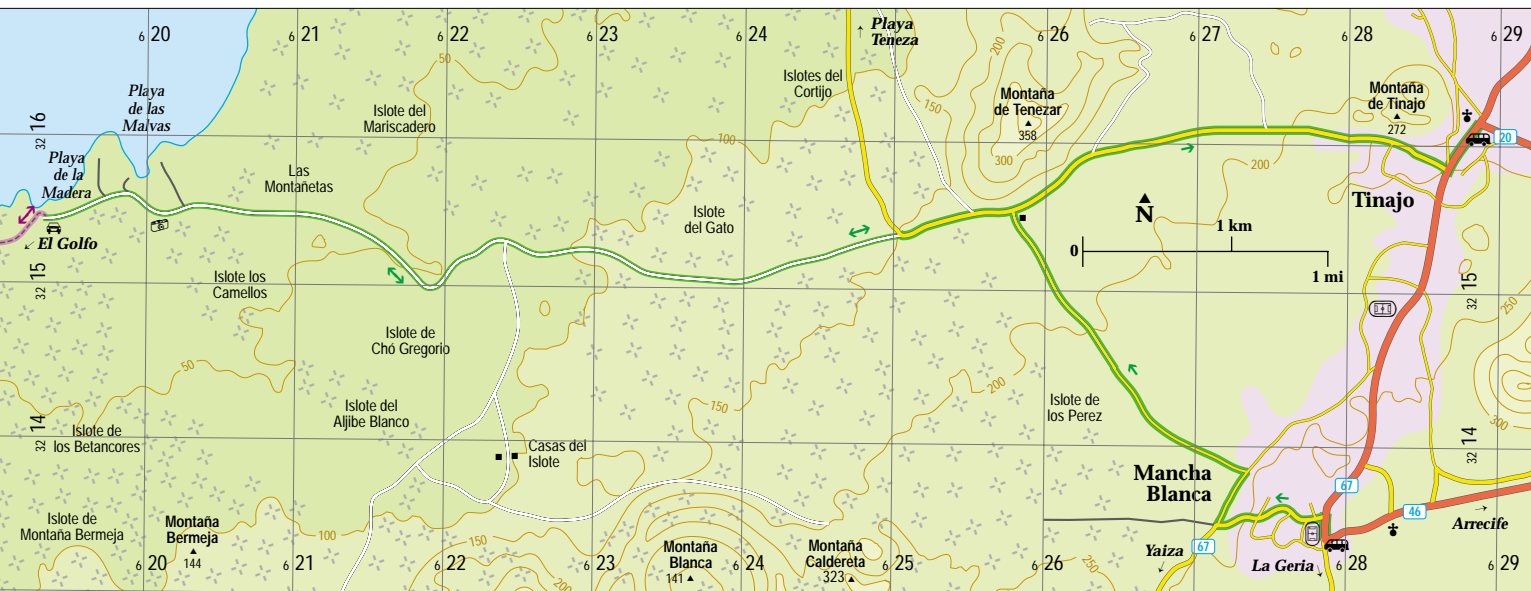 6 20
6 21
6 22
6 23
6 24
6 26
6 27
6 28
6 29
Playa
Teneza
50
200
Islotes del
Cortijo
Playa
de las
Malvas
Islote del
Mariscadero
150
Montaña
de Tenezar
358
300
Montaña
de Tinajo
272
32 16
100
20
200
Playa
de la
Madera
Las
Montañetas
Islote
del Gato
Tinajo
N
1 km
0
1 mi
El Golfo
32 15
Islote los
Camellos
32 15
250
Islote de
Chó Gregorio
50
200
150
Islote del
Aljibe Blanco
Islote de
los Perez
300
32 14
Islote de
los Betancores
Casas del
Islote
32 14
Mancha
Blanca
67
46
Arrecife
Islote de
Montaña Bermeja
Montaña
Bermeja
144
100
150
200
Montaña
Blanca
141
Montaña
Caldereta
323
250
Yaiza
67
La Geria
6 20
6 21
6 22
6 23
6 24
6 25
6 26
6 28
6 29